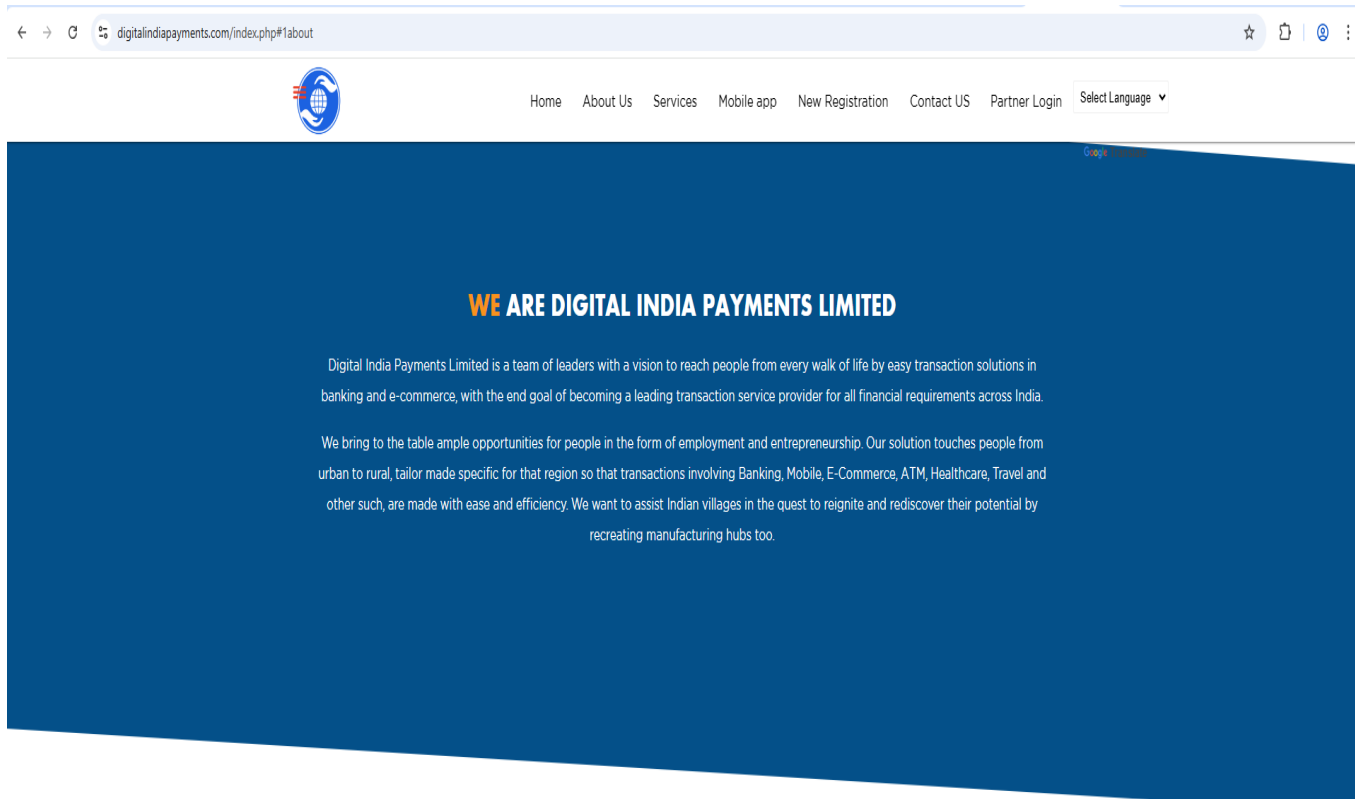 digitalindiapayments.com/index.php#1about
Home About Us Services Mobile app New Registration Contact US Partner Login Select Language
Google
WE ARE DIGITAL INDIA PAYMENTS LIMITED
Digital India Payments Limited is a team of leaders with a vision to reach people from every walk of life by easy transaction solutions in
banking and e-commerce, with the end goal of becoming a leading transaction service provider for all financial requirements across India.
We bring to the table ample opportunities for people in the form of employment and entrepreneurship. Our solution touches people from
urban to rural, tailor made specific for that region so that transactions involving Banking, Mobile, E-Commerce, ATM, Healthcare, Travel and
other such, are made with ease and efficiency. We want to assist Indian villages in the quest to reignite and rediscover their potential by
recreating manufacturing hubs too.